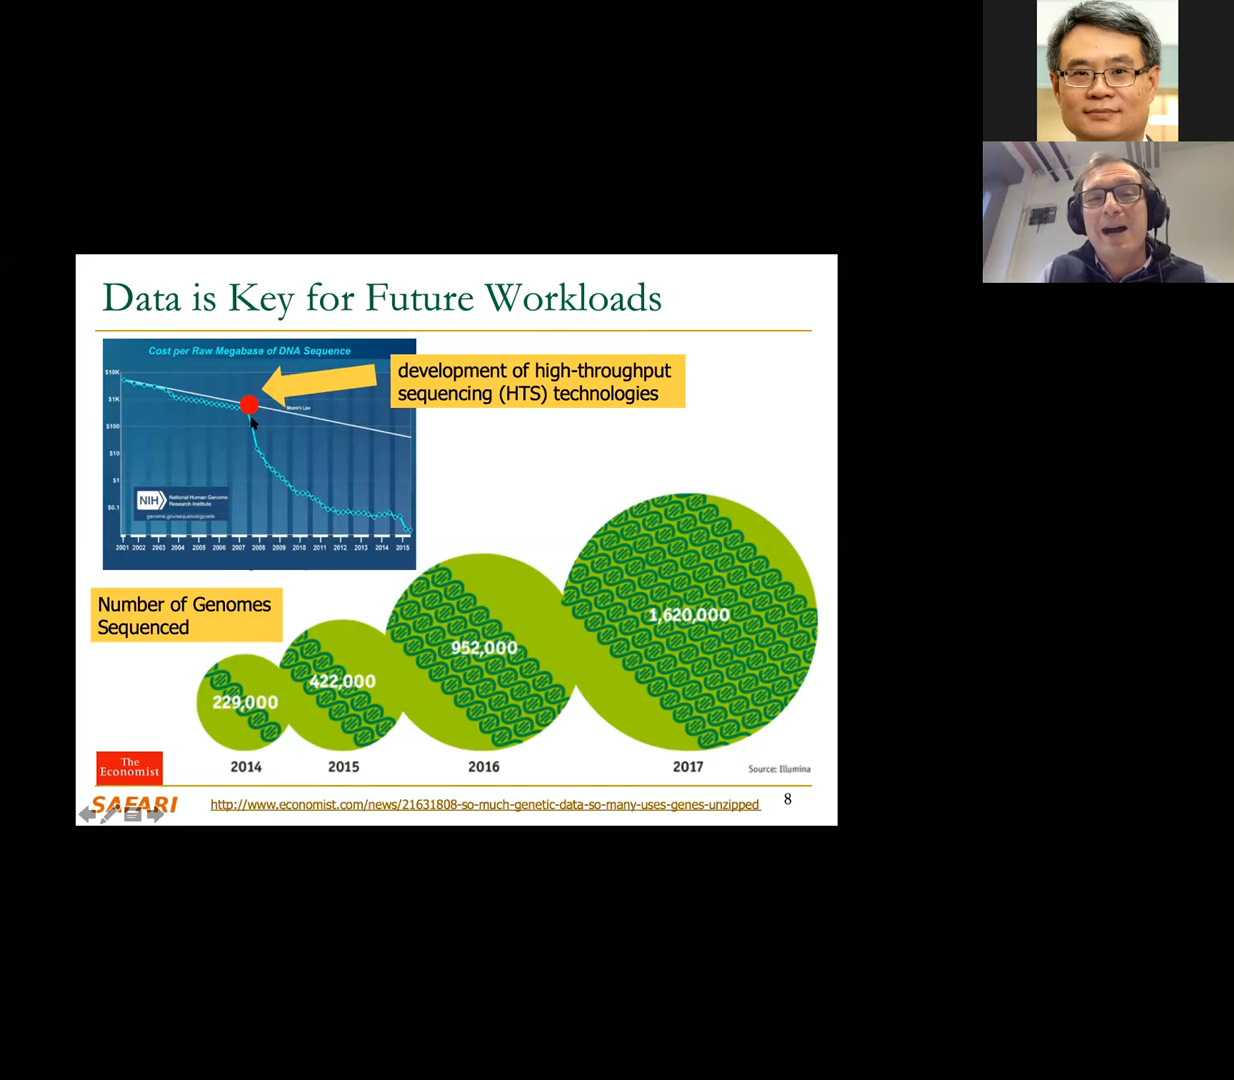 Data is Key for Future Workloads
Cost per Raw Megabase of DNA Sequence
development of high-throughput
sequencing (HTS) technologies
$10K
$1K
$100
$10
$1
$0.1
Moore's Law
NIH
National Human Genome
Research Institute
genome.gov/sequencingcosts
2001 2002 2003 2004 2005 2006 2007 2008 2009 2010 2011 2012 2013 2014 2015
Number of Genomes
Sequenced
229,000
422,000
952,000
1,620,000
2014 2015 2016 2017
Source: Illumina
The
Economist
SAFARI
http://www.economist.com/news/21631808-so-much-genetic-data-so-many-uses-genes-unzipped
8